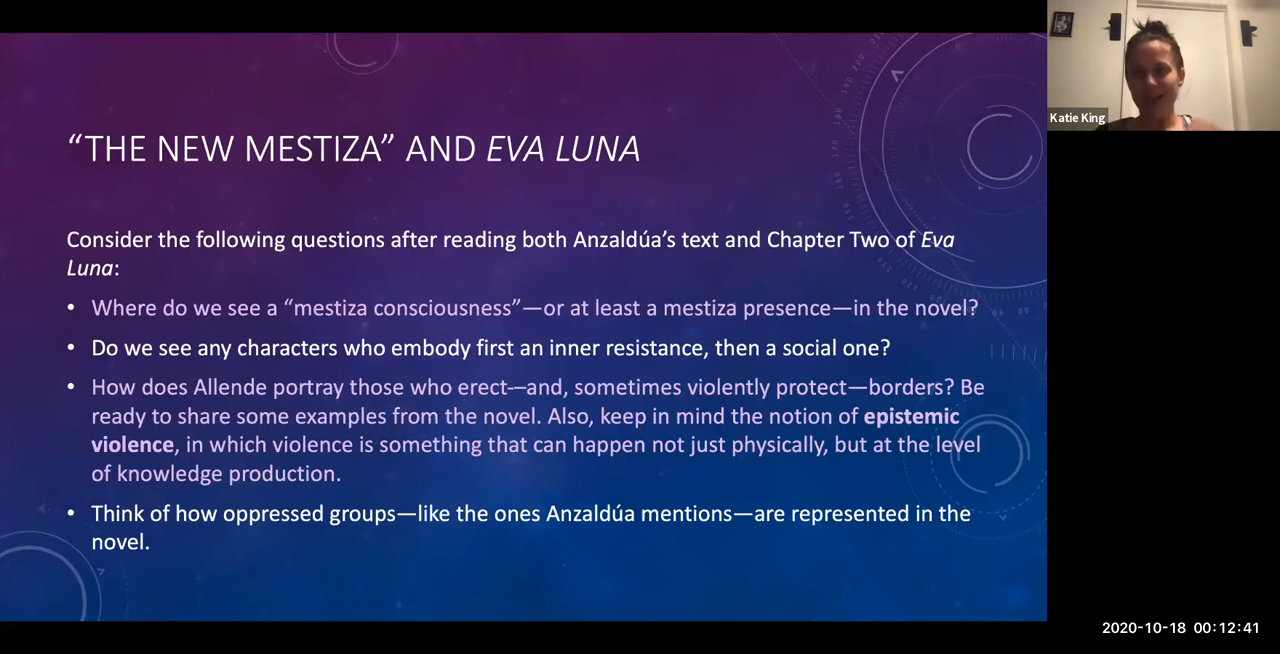 “THE NEW MESTIZA” AND EVA LUNA
Consider the following questions after reading both Anzaldúa’s text and Chapter Two of Eva
Luna:
• Where do we see a “mestiza consciousness”—or at least a mestiza presence—in the novel?
• Do we see any characters who embody first an inner resistance, then a social one?
• How does Allende portray those who erect-–and, sometimes violently protect—borders? Be
ready to share some examples from the novel. Also, keep in mind the notion of epistemic
violence, in which violence is something that can happen not just physically, but at the level
of knowledge production.
• Think of how oppressed groups—like the ones Anzaldúa mentions—are represented in the
novel.
Katie King
2020-10-18 00:12:41